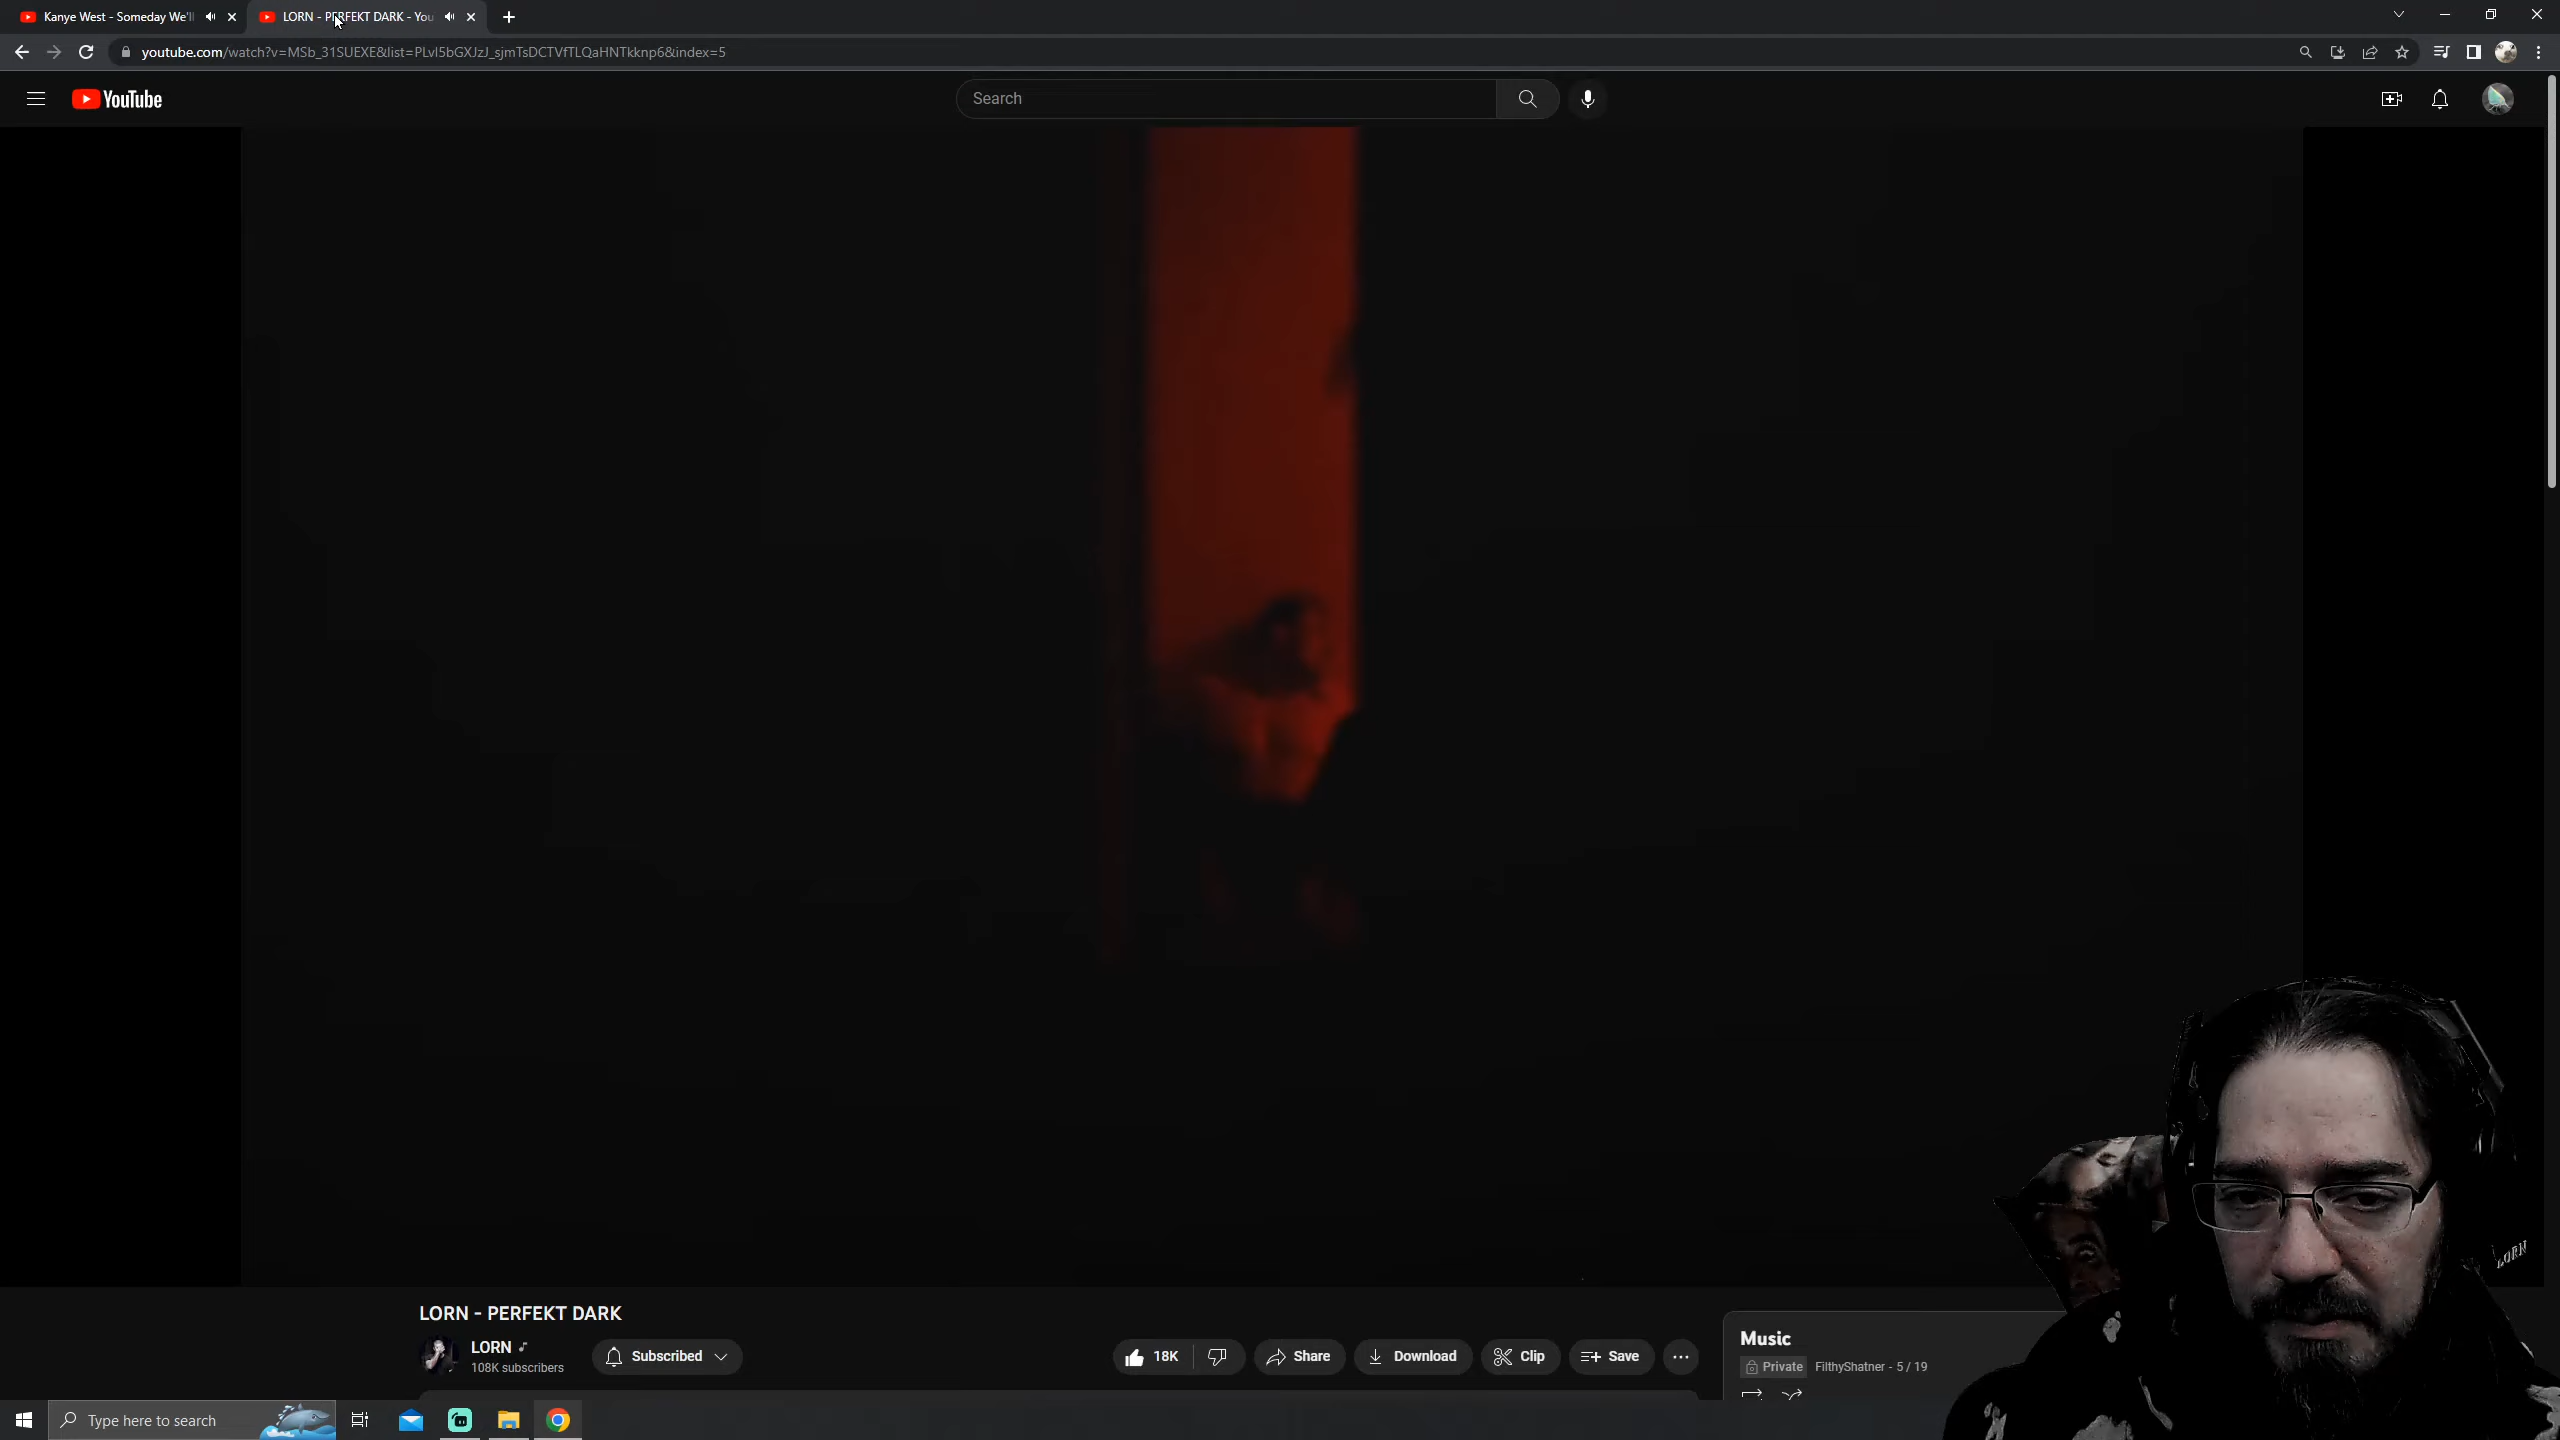 Kanye West - Someday We'll
LORN - PERFEKT DARK - You
youtube.com/watch?v=MSb_31SUEXE&list=PLvI5bGXJzJ_sjmTsDCTVfTLQaHNTkknp6&index=5
YouTube
Search
LORN
LORN - PERFEKT DARK
LORN
108K subscribers
Subscribed
18K
Share
Download
Clip
Save
Music
Private FilthyShatner - 5 / 19
Type here to search